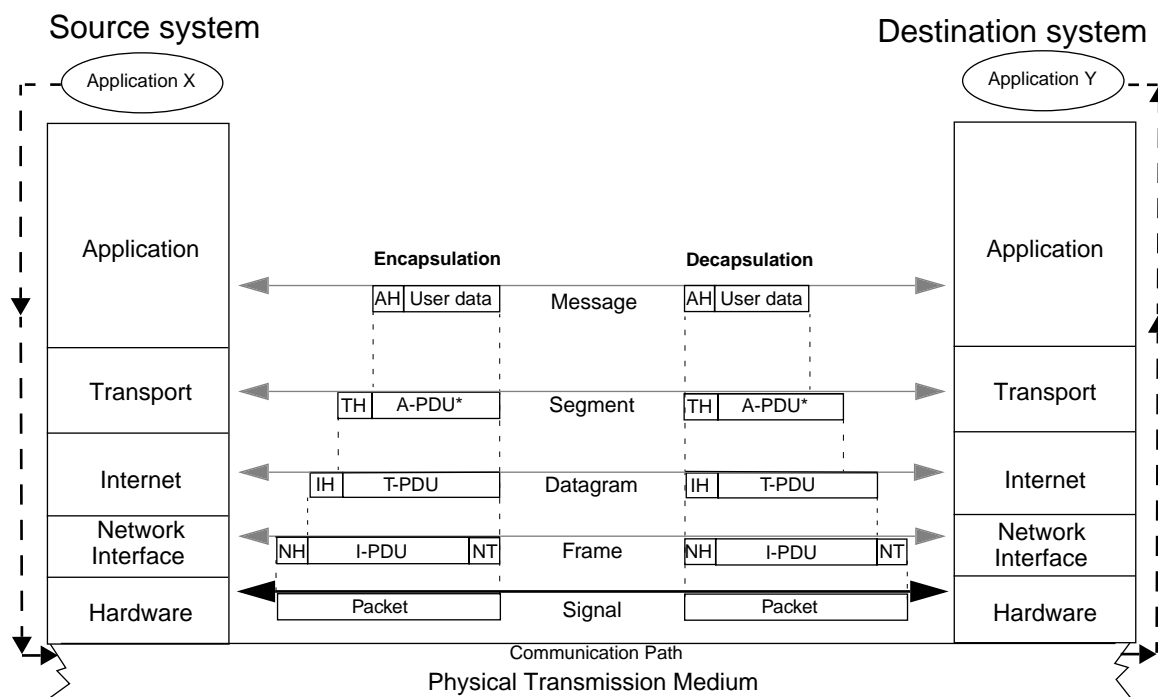 Source system
Destination system
Application X
Application Y
Application
Encapsulation
Decapsulation
Application
AH User data
Message
AH User data
Transport
TH A-PDU*
Segment
TH A-PDU*
Transport
Internet
IH T-PDU
Datagram
IH T-PDU
Internet
Network
Interface
NH I-PDU NT
Frame
NH I-PDU NT
Network
Interface
Hardware
Packet
Signal
Packet
Hardware
Communication Path
Physical Transmission Medium